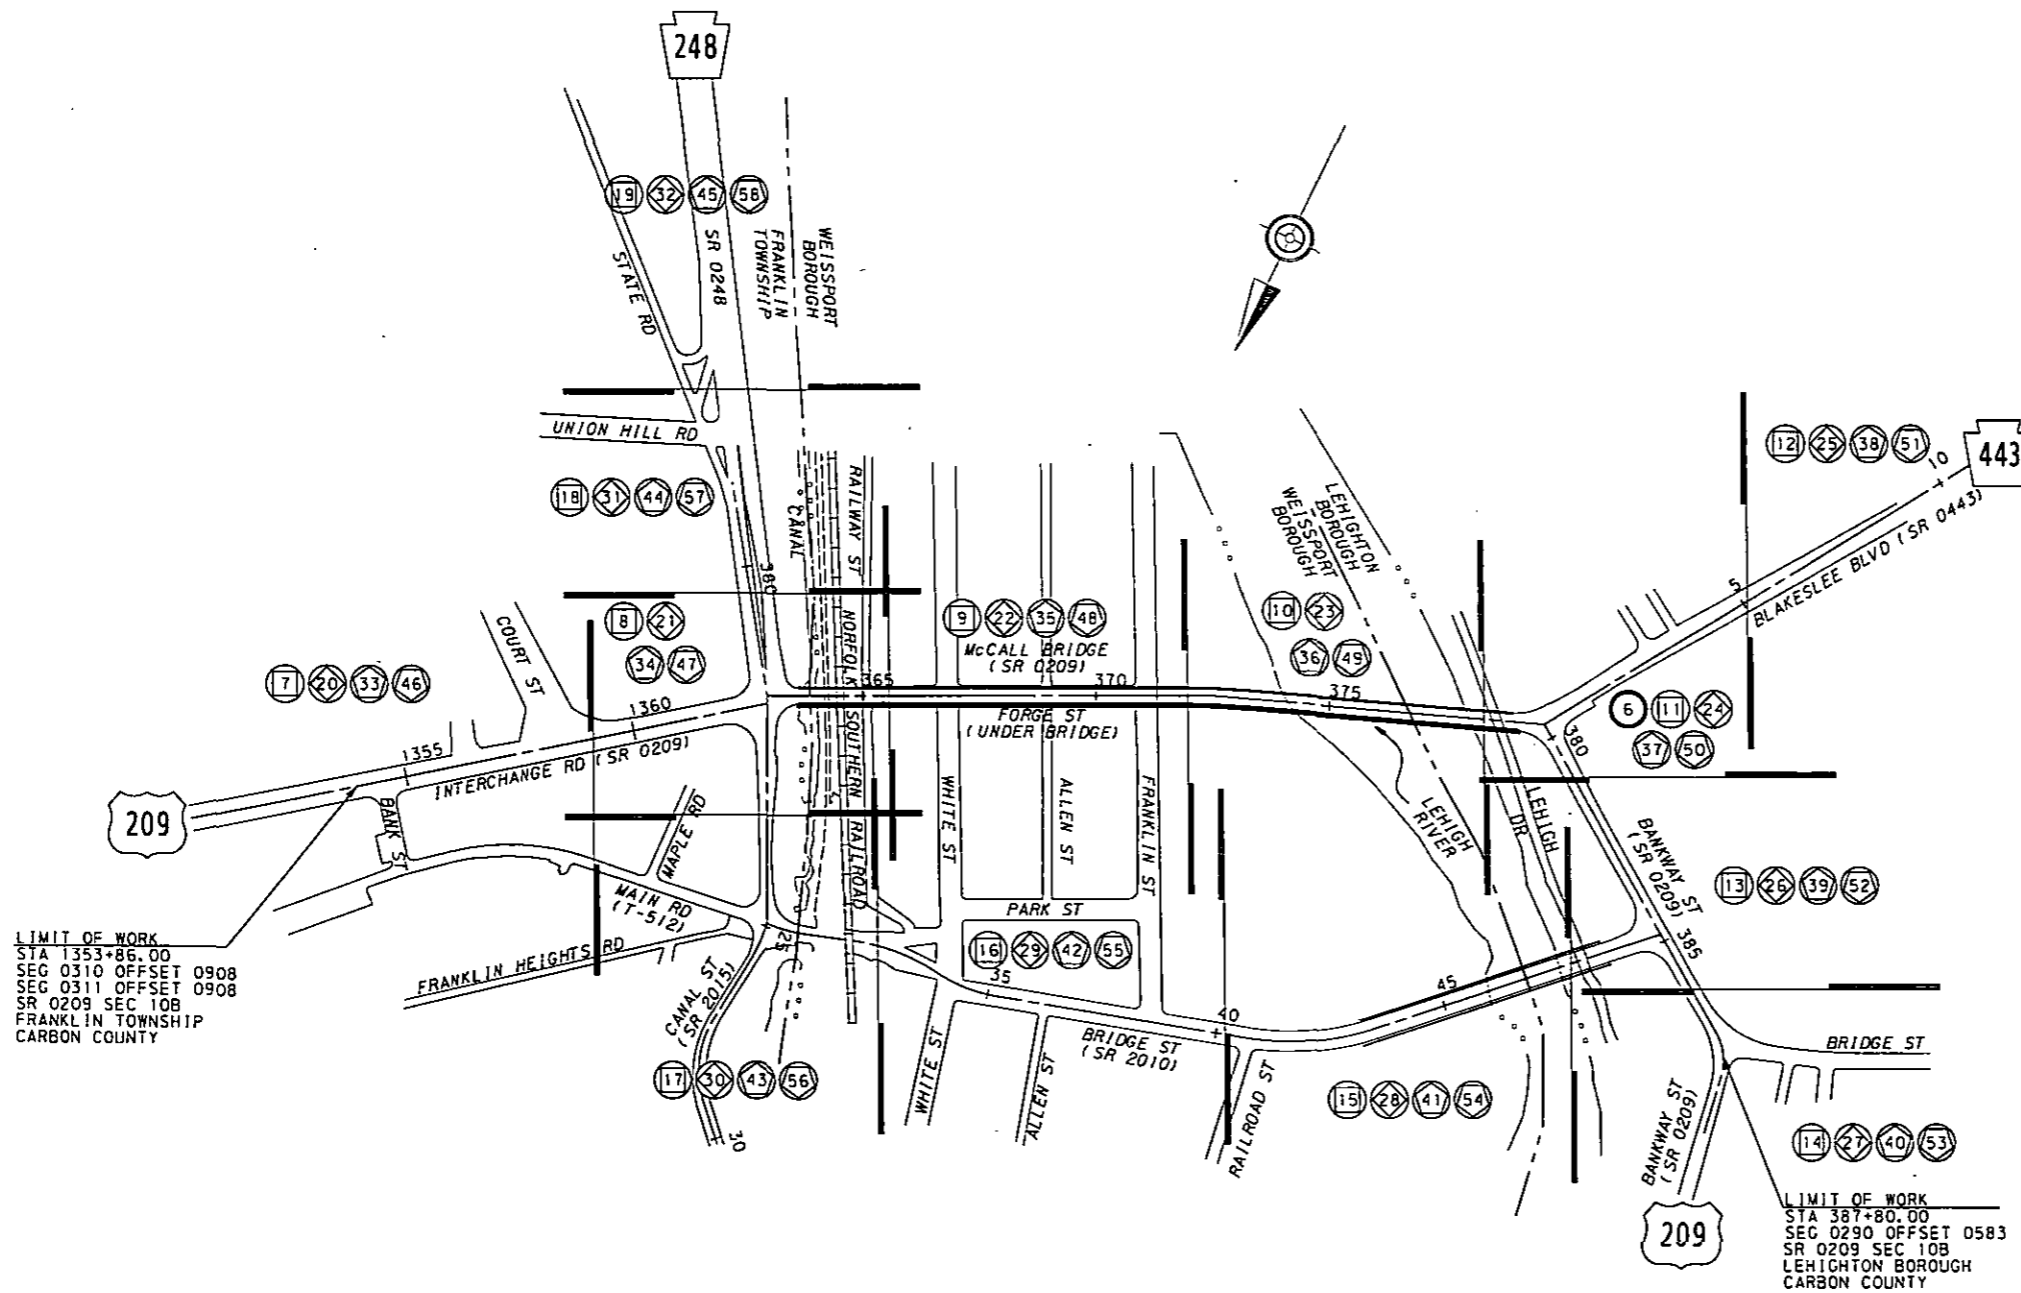 248
19 32 45 58
STATE RD
SR 0248
FRANKLIN
TOWNSHIP
WEISSPORT
BOROUGH
UNION HILL RD
18 31 44 57
CANAL
RAILWAY ST
380
LEHIGHTON
BOROUGH
WEISSPORT
BOROUGH
12 25 38 51
10
443
5
BLAKESLEE BLVD (SR 0443)
COURT ST
8 21
34 47
7 20 33 46
NORFOLK SOUTHERN RAILROAD
9 22 35 48
McCALL BRIDGE
(SR 0209)
10 23
36 49
365
370
375
380
FORGE ST
(UNDER BRIDGE)
6 11 24
37 50
1360
1355
INTERCHANGE RD (SR 0209)
209
BANK ST
MAPLE RD
WHITE ST
ALLEN ST
FRANKLIN ST
LEHIGH
RIVER
LEHIGH
DR
BANKWAY ST
(SR 0209)
13 26 39 52
MAIN RD
(T-512)
PARK ST
16 29 42 55
FRANKLIN HEIGHTS RD
25
35
40
45
385
LIMIT OF WORK
STA 1353+86.00
SEG 0310 OFFSET 0908
SEG 0311 OFFSET 0908
SR 0209 SEC 10B
FRANKLIN TOWNSHIP
CARBON COUNTY
CANAL ST
(SR 2015)
17 30 43 56
30
WHITE ST
ALLEN ST
BRIDGE ST
(SR 2010)
RAILROAD ST
15 28 41 54
BRIDGE ST
BANKWAY ST
(SR 0209)
14 27 40 53
209
LIMIT OF WORK
STA 387+80.00
SEG 0290 OFFSET 0583
SR 0209 SEC 10B
LEHIGHTON BOROUGH
CARBON COUNTY